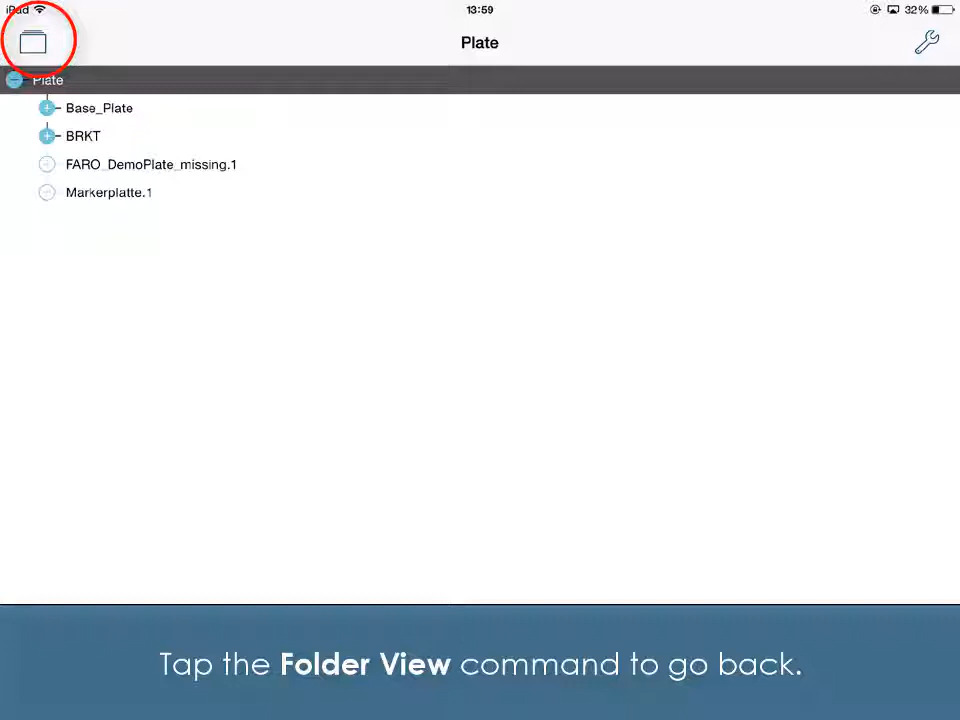 iPad 13:59 32%
Plate
Plate
Base_Plate
BRKT
FARO_DemoPlate_missing.1
Markerplatte.1
Tap the Folder View command to go back.